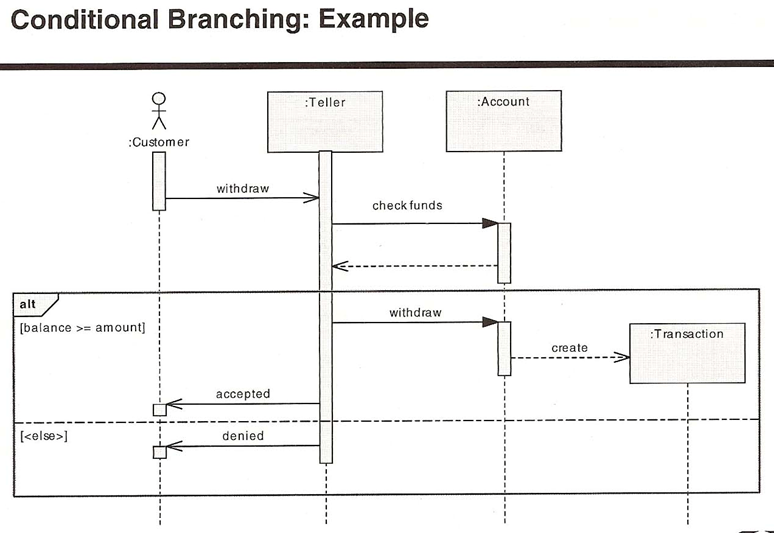 Conditional Branching: Example
:Customer
:Teller
:Account
withdraw
check funds
alt
[balance >= amount]
withdraw
:Transaction
create
accepted
[<else>]
denied